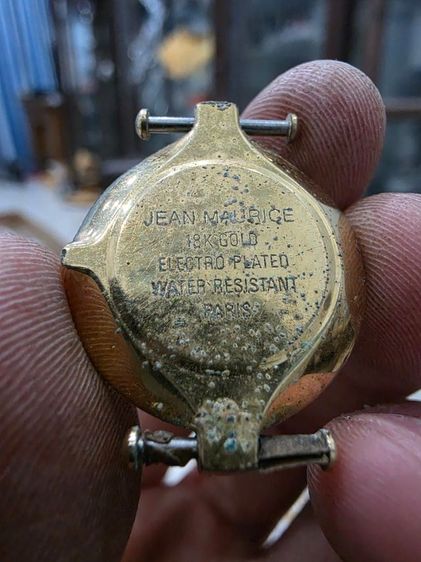 JEAN MAURICE
18K GOLD
ELECTRO PLATED
WATER RESISTANT
PARIS